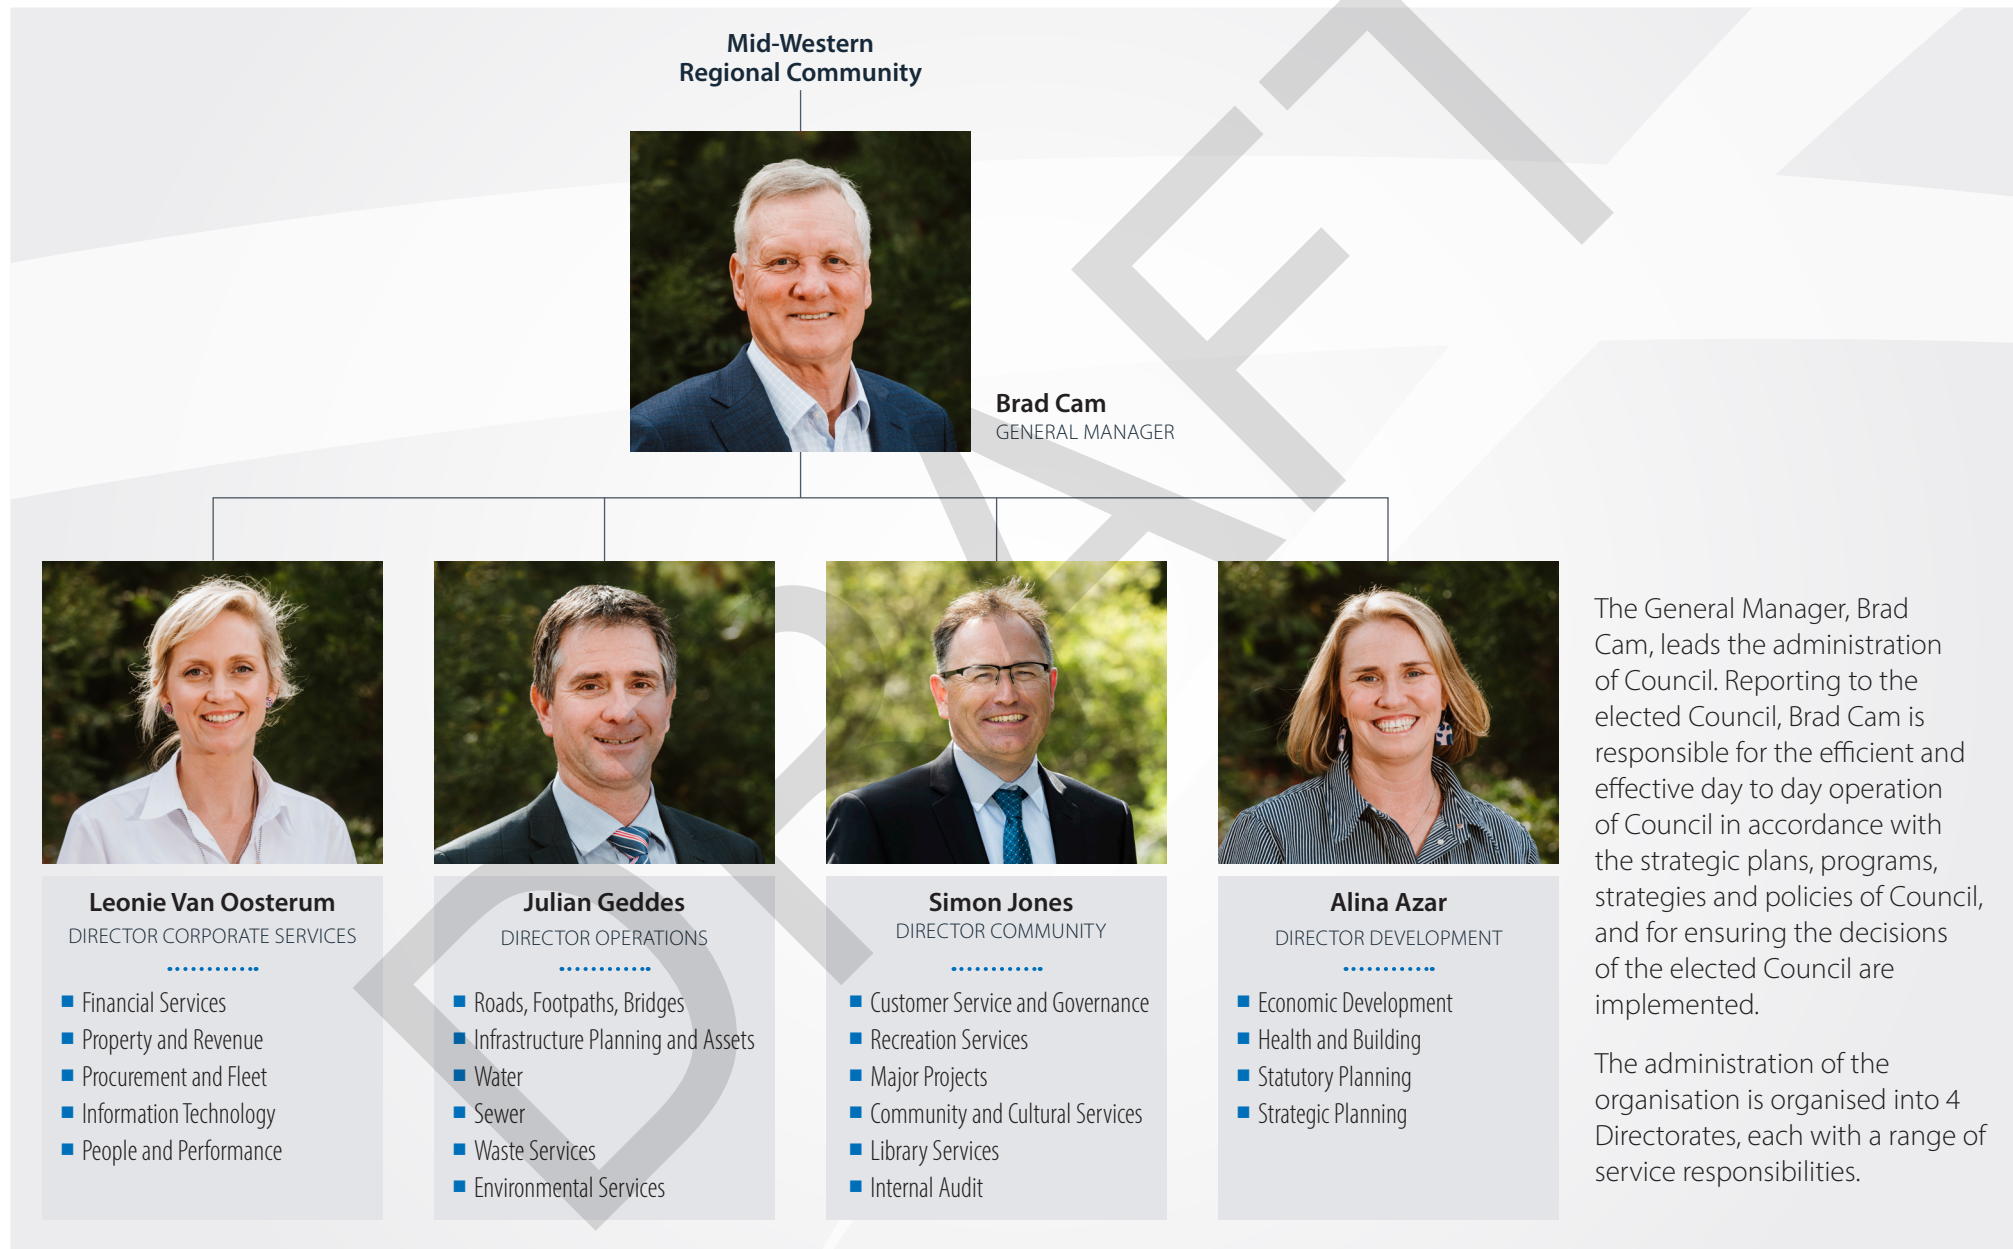 Mid-Western
Regional Community
Brad Cam
GENERAL MANAGER
Leonie Van Oosterum
DIRECTOR CORPORATE SERVICES
Financial Services
Property and Revenue
Procurement and Fleet
Information Technology
People and Performance
Julian Geddes
DIRECTOR OPERATIONS
Roads, Footpaths, Bridges
Infrastructure Planning and Assets
Water
Sewer
Waste Services
Environmental Services
Simon Jones
DIRECTOR COMMUNITY
Customer Service and Governance
Recreation Services
Major Projects
Community and Cultural Services
Library Services
Internal Audit
Alina Azar
DIRECTOR DEVELOPMENT
Economic Development
Health and Building
Statutory Planning
Strategic Planning
The General Manager, Brad
Cam, leads the administration
of Council. Reporting to the
elected Council, Brad Cam is
responsible for the efficient and
effective day to day operation
of Council in accordance with
the strategic plans, programs,
strategies and policies of Council,
and for ensuring the decisions
of the elected Council are
implemented.
The administration of the
organisation is organised into 4
Directorates, each with a range of
service responsibilities.
DRAFT